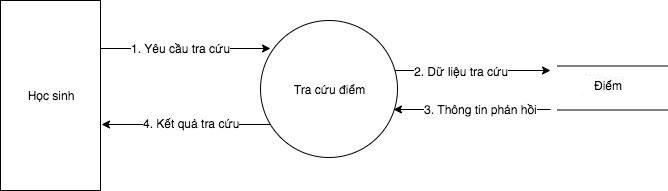 Học sinh
1. Yêu cầu tra cứu
Tra cứu điểm
2. Dữ liệu tra cứu
Điểm
3. Thông tin phản hồi
4. Kết quả tra cứu